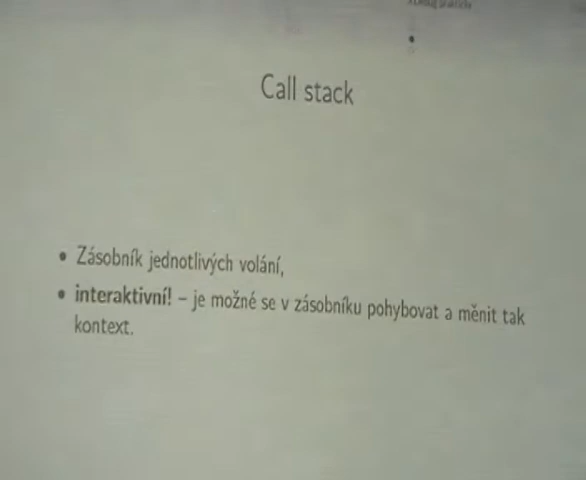 Call stack
• Zásobník jednotlivých volání,
• interaktivní! – je možné se v zásobníku pohybovat a měnit tak
kontext.